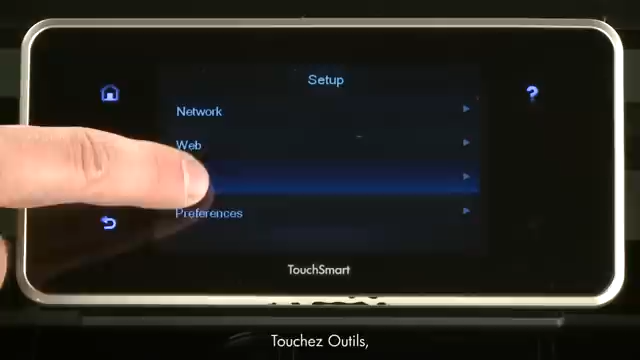 Setup
Network
Web
Preferences
TouchSmart
Touchez Outils,